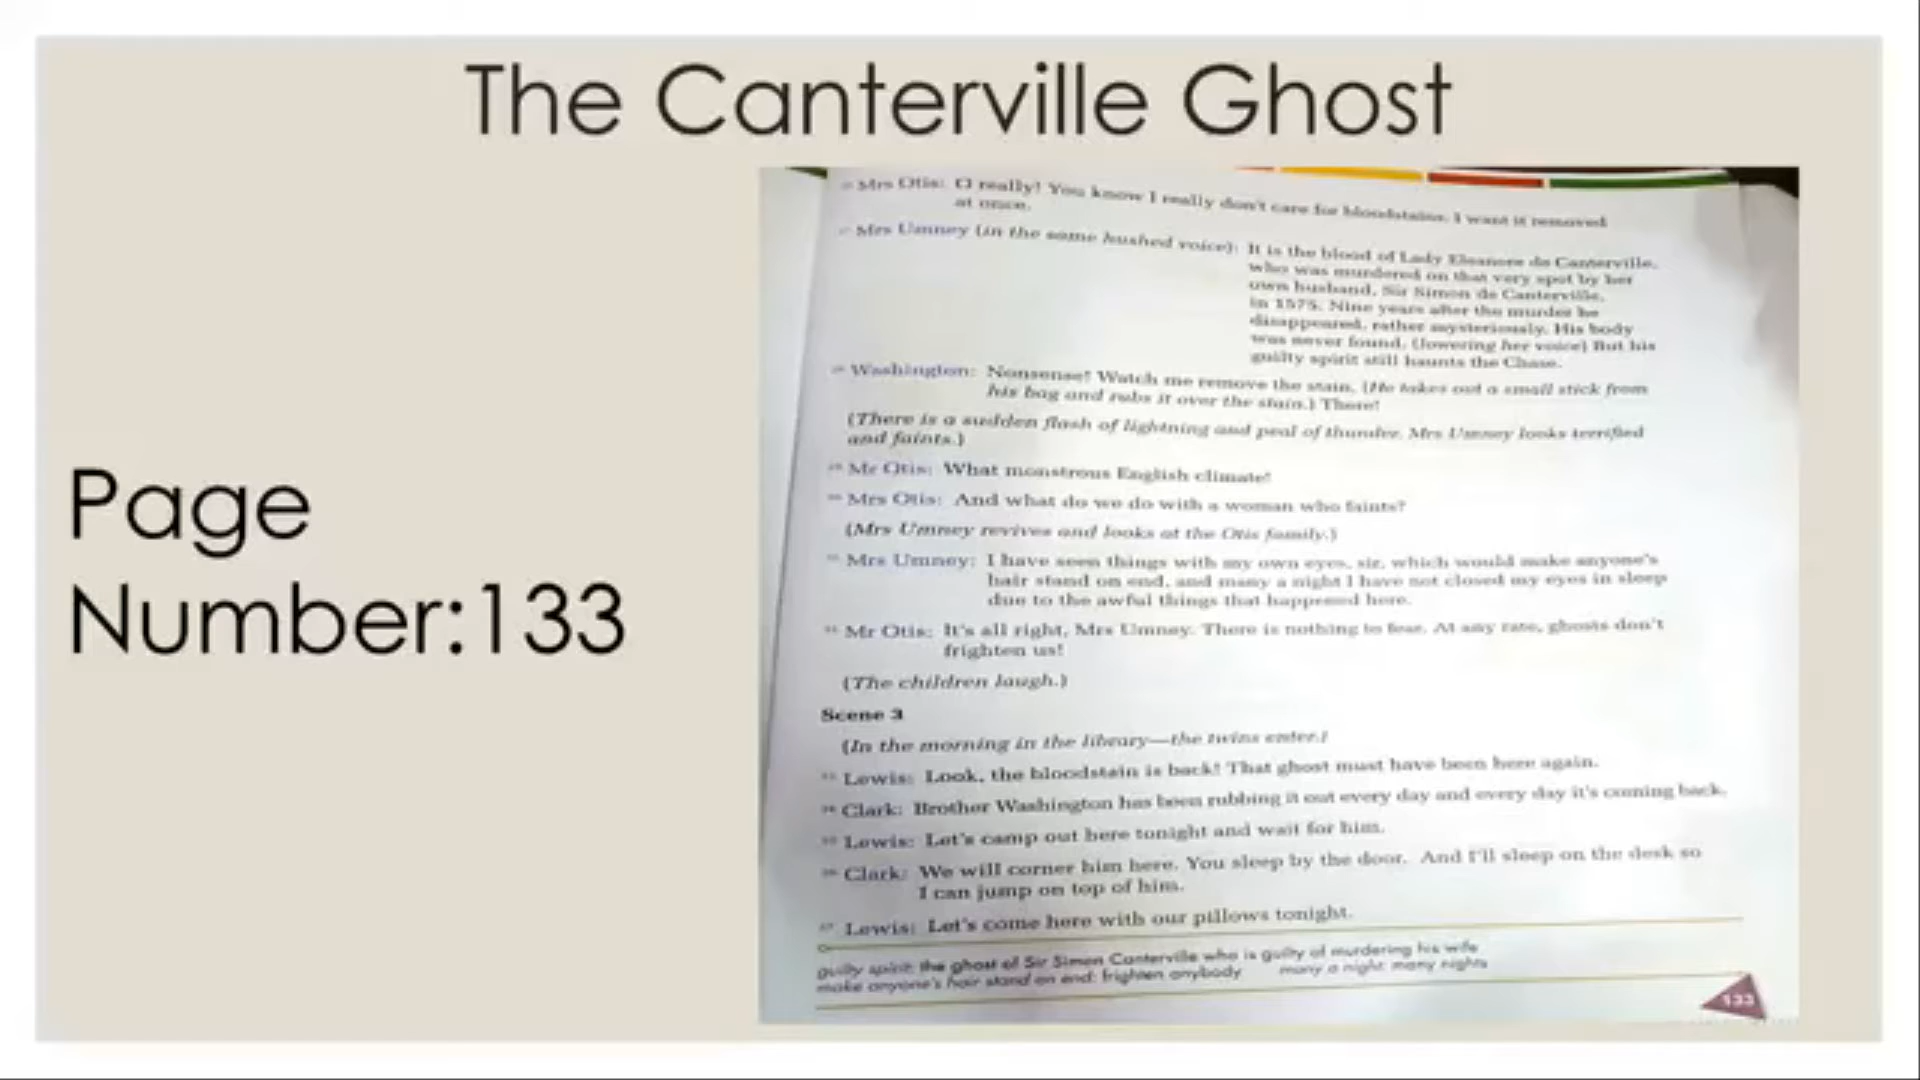 The Canterville Ghost
Page
Number:133
Mrs Otis: O really! You know I really don't care for bloodstains. I want it removed
at once.
Mrs Umney (in the same hushed voice): It is the blood of Lady Eleanore de Canterville,
who was murdered on that very spot by her
own husband, Sir Simon de Canterville,
in 1575. Nine years after the murder he
disappeared, rather mysteriously. His body
was never found. (lowering her voice) But his
guilty spirit still haunts the Chase.
Washington: Nonsense! Watch me remove the stain. (He takes out a small stick from
his bag and rubs it over the stain.) There!
(There is a sudden flash of lightning and peal of thunder. Mrs Umney looks terrified
and faints.)
Mr Otis: What monstrous English climate!
Mrs Otis: And what do we do with a woman who faints?
(Mrs Umney revives and looks at the Otis family.)
Mrs Umney: I have seen things with my own eyes, sir, which would make anyone's
hair stand on end, and many a night I have not closed my eyes in sleep
due to the awful things that happened here.
Mr Otis: It's all right, Mrs Umney. There is nothing to fear. At any rate, ghosts don't
frighten us!
(The children laugh.)
Scene 3
(In the morning in the library—the twins enter.)
Lewis: Look, the bloodstain is back! That ghost must have been here again.
Clark: Brother Washington has been rubbing it out every day and every day it's coming back.
Lewis: Let's camp out here tonight and wait for him.
Clark: We will corner him here. You sleep by the door. And I'll sleep on the desk so
I can jump on top of him.
Lewis: Let's come here with our pillows tonight.
guilty spirit: the ghost of Sir Simon Canterville who is guilty of murdering his wife
make anyone's hair stand on end: frighten anybody many a night: many nights
133